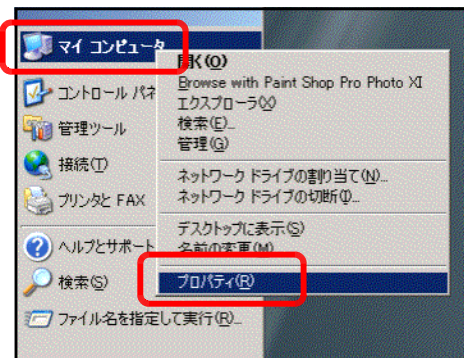 マイ コンピュータ
コントロール パネ
管理ツール
接続(T)
プリンタと FAX
ヘルプとサポート
検索(S)
ファイル名を指定して実行(R)...
開く(O)
Browse with Paint Shop Pro Photo XI
エクスプローラ(X)
検索(E)...
管理(G)
ネットワーク ドライブの割り当て(N)...
ネットワーク ドライブの切断(I)...
デスクトップに表示(S)
名前の変更(M)
プロパティ(R)